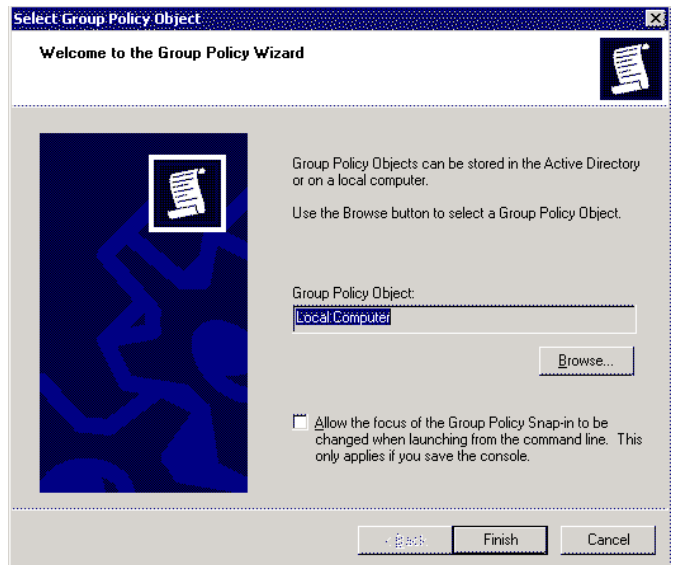 Select Group Policy Object
Welcome to the Group Policy Wizard
Group Policy Objects can be stored in the Active Directory
or on a local computer.
Use the Browse button to select a Group Policy Object.
Group Policy Object:
Local Computer
Browse...
Allow the focus of the Group Policy Snap-in to be
changed when launching from the command line. This
only applies if you save the console.
< Back
Finish
Cancel